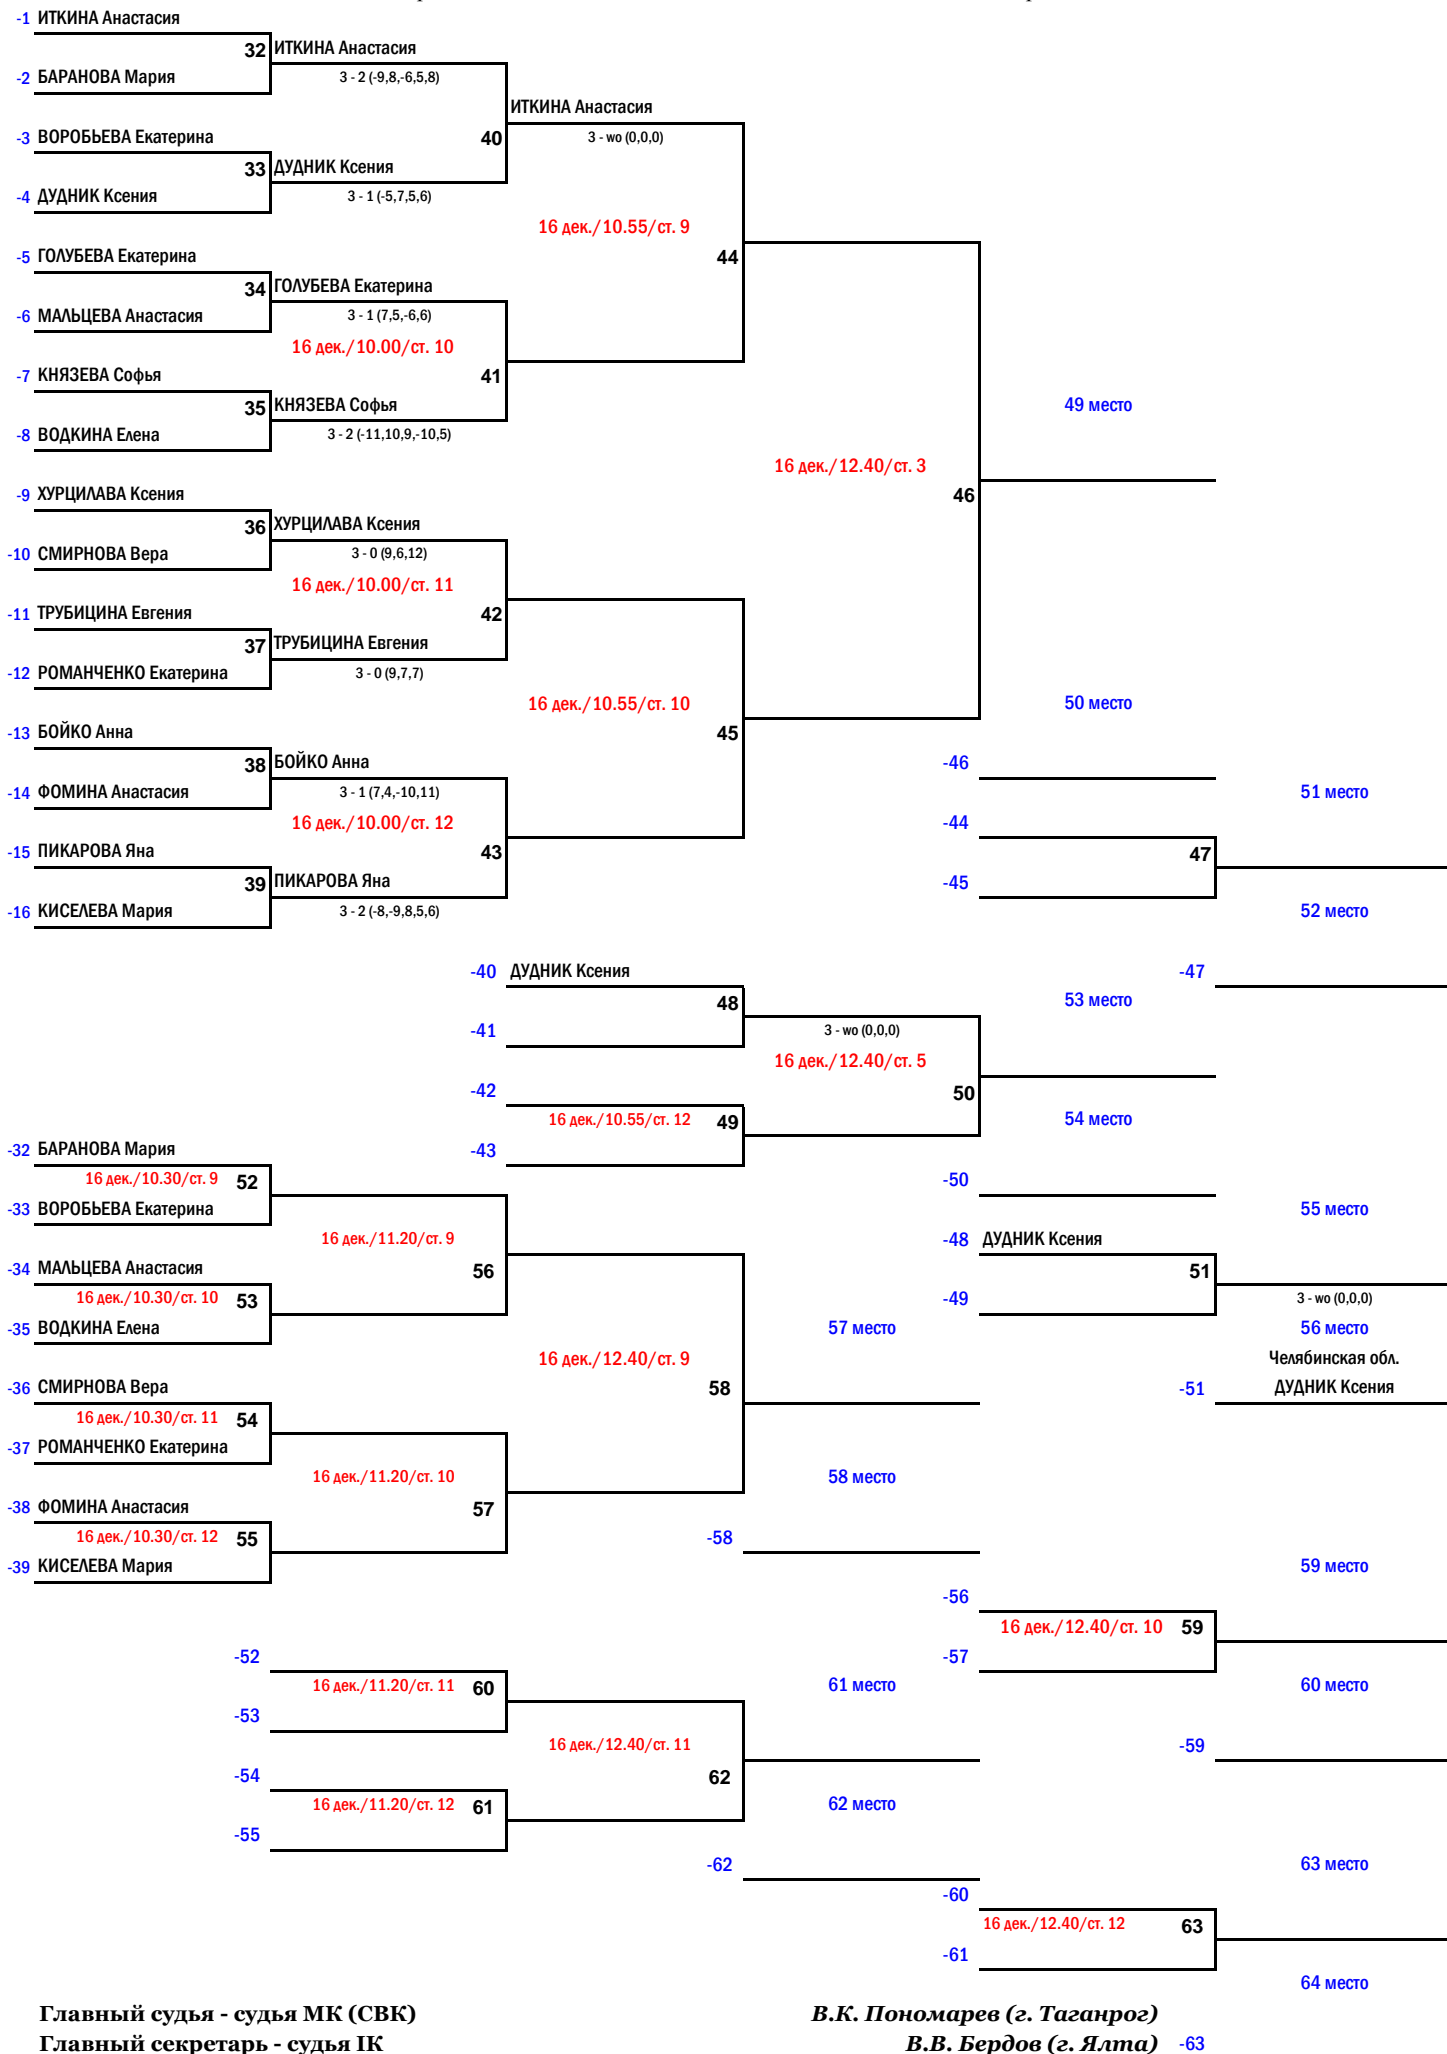 -1 ИТКИНА Анастасия
32 ИТКИНА Анастасия
-2 БАРАНОВА Мария
3 - 2 (-9,8,-6,5,8)
ИТКИНА Анастасия
-3 ВОРОБЬЕВА Екатерина
40
3 - wo (0,0,0)
33 ДУДНИК Ксения
-4 ДУДНИК Ксения
3 - 1 (-5,7,5,6)
16 дек./10.55/ст. 9
-5 ГОЛУБЕВА Екатерина
44
34 ГОЛУБЕВА Екатерина
-6 МАЛЬЦЕВА Анастасия
3 - 1 (7,5,-6,6)
16 дек./10.00/ст. 10
-7 КНЯЗЕВА Софья
41
35 КНЯЗЕВА Софья
49 место
-8 ВОДКИНА Елена
3 - 2 (-11,10,9,-10,5)
16 дек./12.40/ст. 3
-9 ХУРЦИЛАВА Ксения
46
36 ХУРЦИЛАВА Ксения
-10 СМИРНОВА Вера
3 - 0 (9,6,12)
16 дек./10.00/ст. 11
-11 ТРУБИЦИНА Евгения
42
37 ТРУБИЦИНА Евгения
-12 РОМАНЧЕНКО Екатерина
3 - 0 (9,7,7)
16 дек./10.55/ст. 10
50 место
-13 БОЙКО Анна
45
38 БОЙКО Анна
-46
-14 ФОМИНА Анастасия
3 - 1 (7,4,-10,11)
51 место
16 дек./10.00/ст. 12
-44
-15 ПИКАРОВА Яна
43
47
39 ПИКАРОВА Яна
-45
-16 КИСЕЛЕВА Мария
3 - 2 (-8,-9,8,5,6)
52 место
-40 ДУДНИК Ксения
-47
48
53 место
-41
3 - wo (0,0,0)
16 дек./12.40/ст. 5
-42
50
16 дек./10.55/ст. 12 49
54 место
-32 БАРАНОВА Мария
-43
16 дек./10.30/ст. 9 52
-50
-33 ВОРОБЬЕВА Екатерина
55 место
16 дек./11.20/ст. 9
-48 ДУДНИК Ксения
-34 МАЛЬЦЕВА Анастасия
56
51
16 дек./10.30/ст. 10 53
-49
3 - wo (0,0,0)
-35 ВОДКИНА Елена
57 место
56 место
16 дек./12.40/ст. 9
Челябинская обл.
-36 СМИРНОВА Вера
58
-51 ДУДНИК Ксения
16 дек./10.30/ст. 11 54
-37 РОМАНЧЕНКО Екатерина
16 дек./11.20/ст. 10
58 место
-38 ФОМИНА Анастасия
57
16 дек./10.30/ст. 12 55
-58
-39 КИСЕЛЕВА Мария
59 место
-56
16 дек./12.40/ст. 10 59
-52
-57
16 дек./11.20/ст. 11 60
61 место
60 место
-53
16 дек./12.40/ст. 11
-59
-54
62
16 дек./11.20/ст. 12 61
62 место
-55
-62
63 место
-60
16 дек./12.40/ст. 12 63
-61
64 место
Главный судья - судья МК (СВК) В.К. Пономарев (г. Таганрог)
Главный секретарь - судья IК В.В. Бердов (г. Ялта) -63